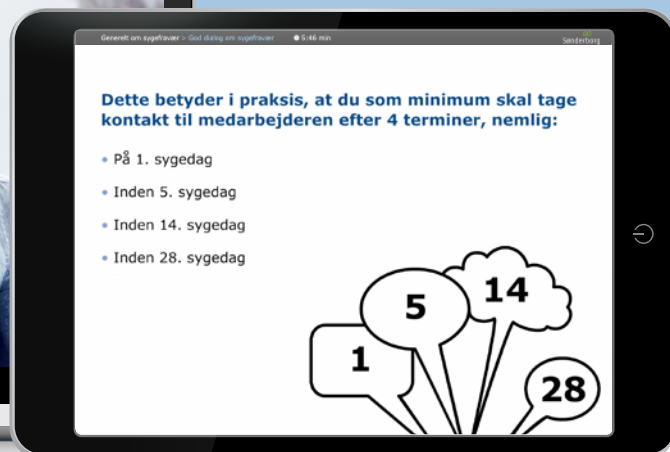 Generelt om sygefravær > God dialog om sygefravær 5:46 min
Sønderborg
Dette betyder i praksis, at du som minimum skal tage
kontakt til medarbejderen efter 4 terminer, nemlig:
• På 1. sygedag
• Inden 5. sygedag
• Inden 14. sygedag
• Inden 28. sygedag
14
5
1
28